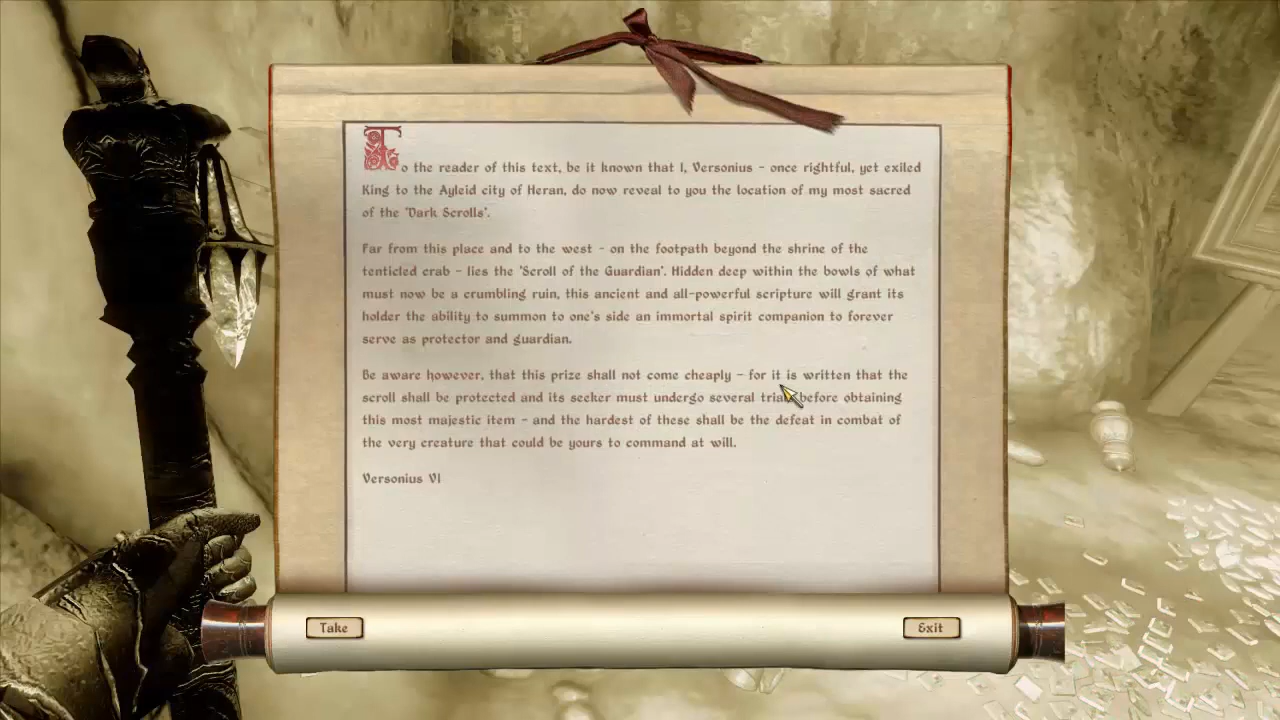 To the reader of this text, be it known that I, Versonius - once rightful, yet exiled
King to the Ayleid city of Heran, do now reveal to you the location of my most sacred
of the 'Dark Scrolls'.
Far from this place and to the west - on the footpath beyond the shrine of the
tenticled crab - lies the 'Scroll of the Guardian'. Hidden deep within the bowls of what
must now be a crumbling ruin, this ancient and all-powerful scripture will grant its
holder the ability to summon to one's side an immortal spirit companion to forever
serve as protector and guardian.
Be aware however, that this prize shall not come cheaply - for it is written that the
scroll shall be protected and its seeker must undergo several trials before obtaining
this most majestic item - and the hardest of these shall be the defeat in combat of
the very creature that could be yours to command at will.
Versonius VI
Take
Exit